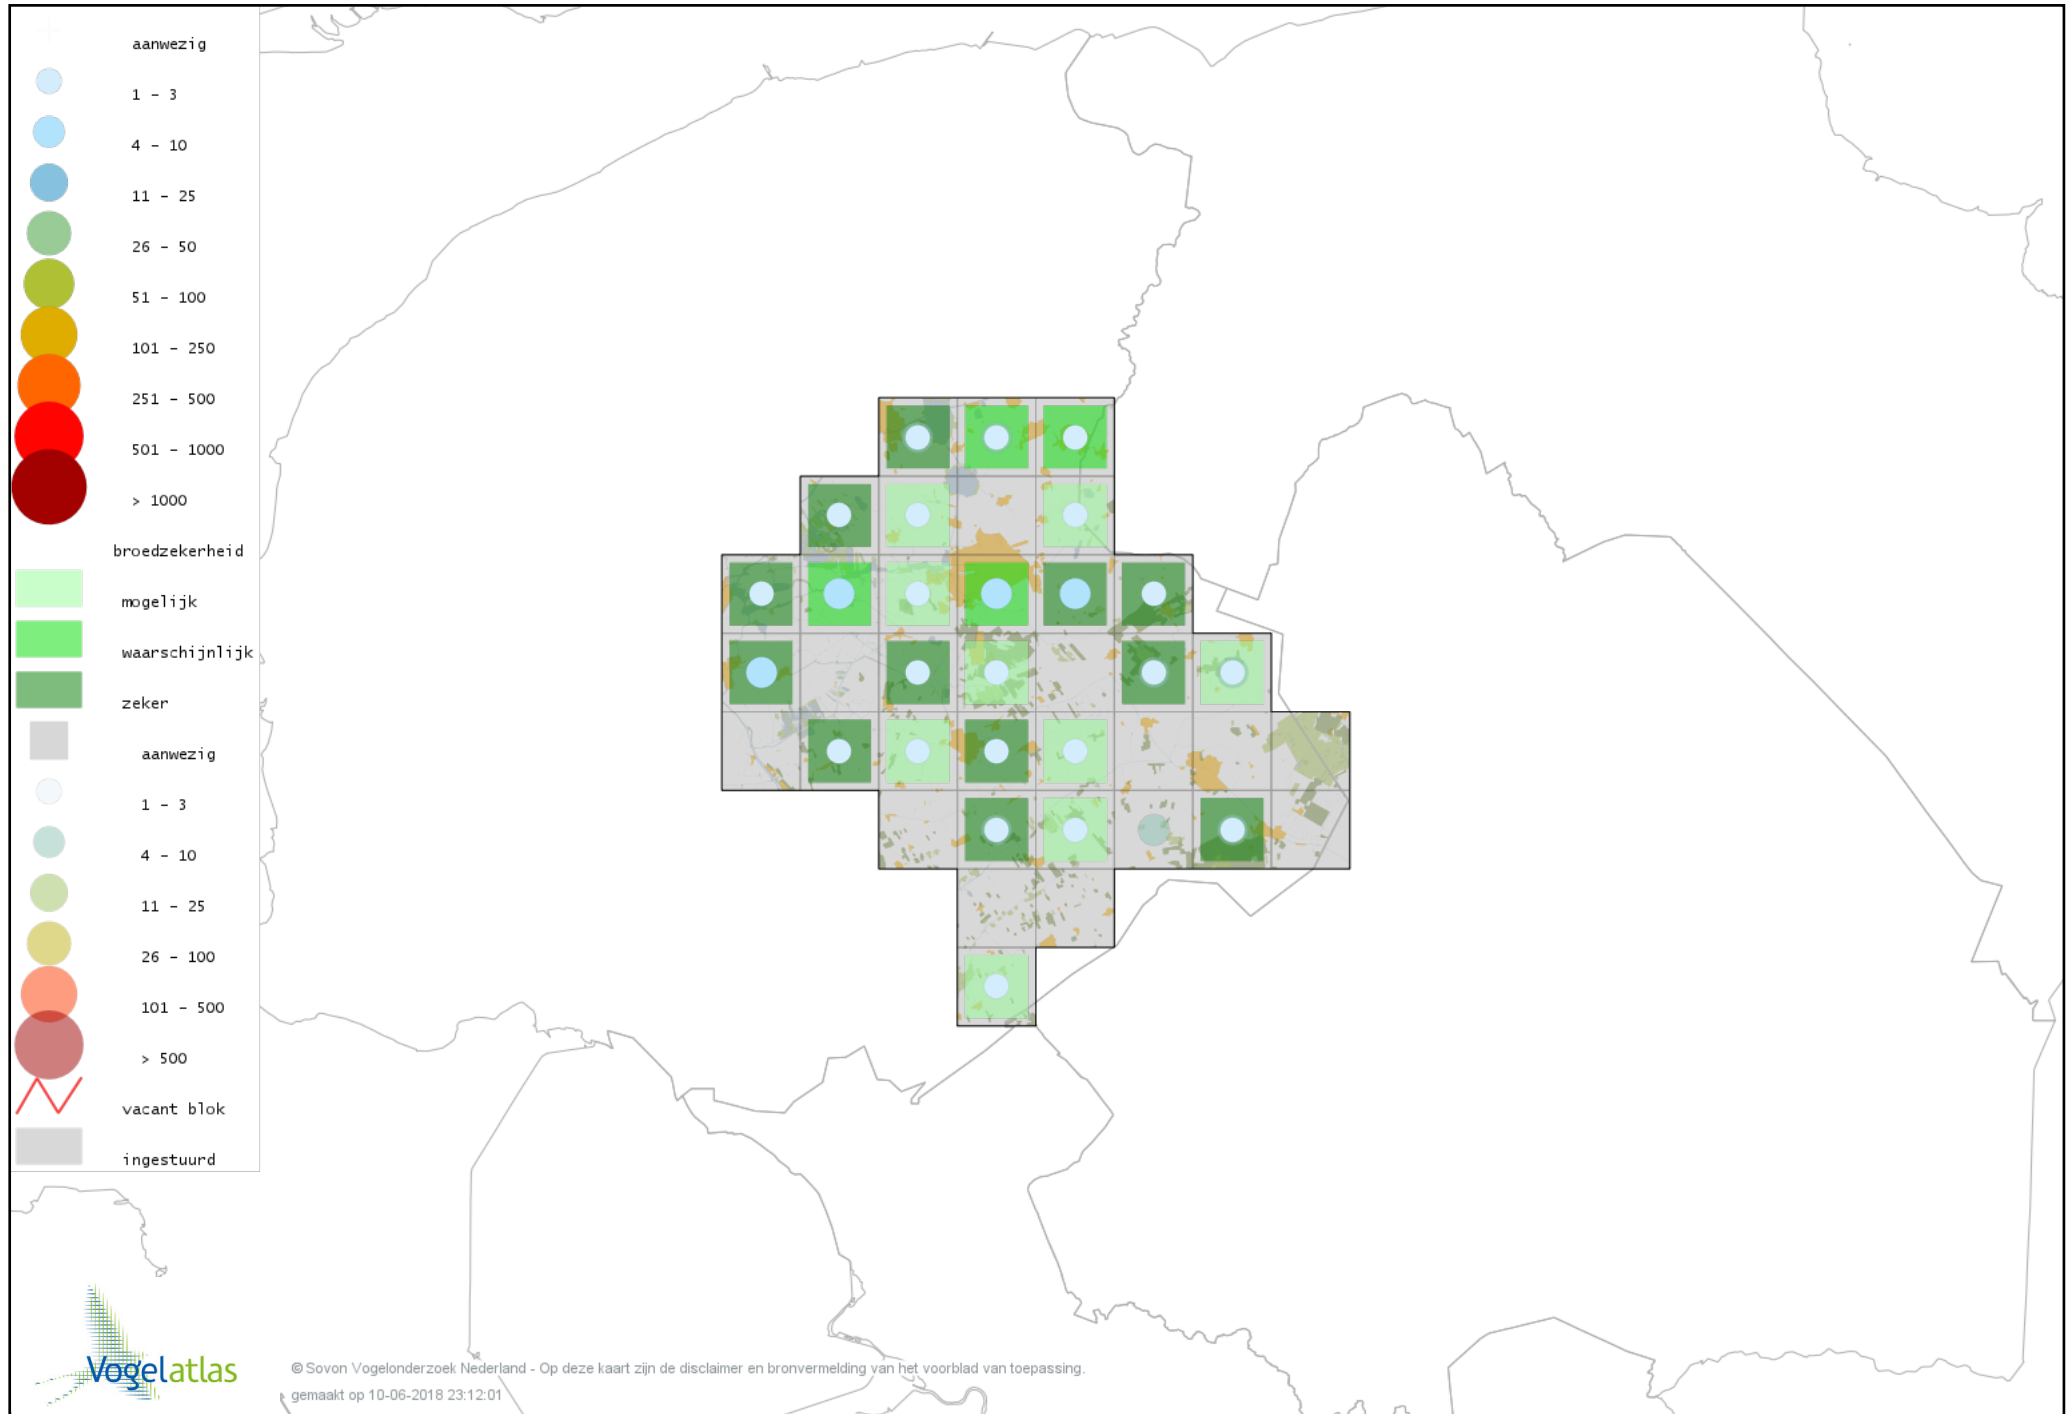 aanwezig
1 - 3
4 - 10
11 - 25
26 - 50
51 - 100
101 - 250
251 - 500
501 - 1000
> 1000
broedzekerheid
mogelijk
waarschijnlijk
zeker
aanwezig
1 - 3
4 - 10
11 - 25
26 - 100
101 - 500
> 500
vacant blok
ingestuurd
Vogelatlas
© Sovon Vogelonderzoek Nederland - Op deze kaart zijn de disclaimer en bronvermelding van het voorblad van toepassing.
gemaakt op 10-06-2018 23:12:01